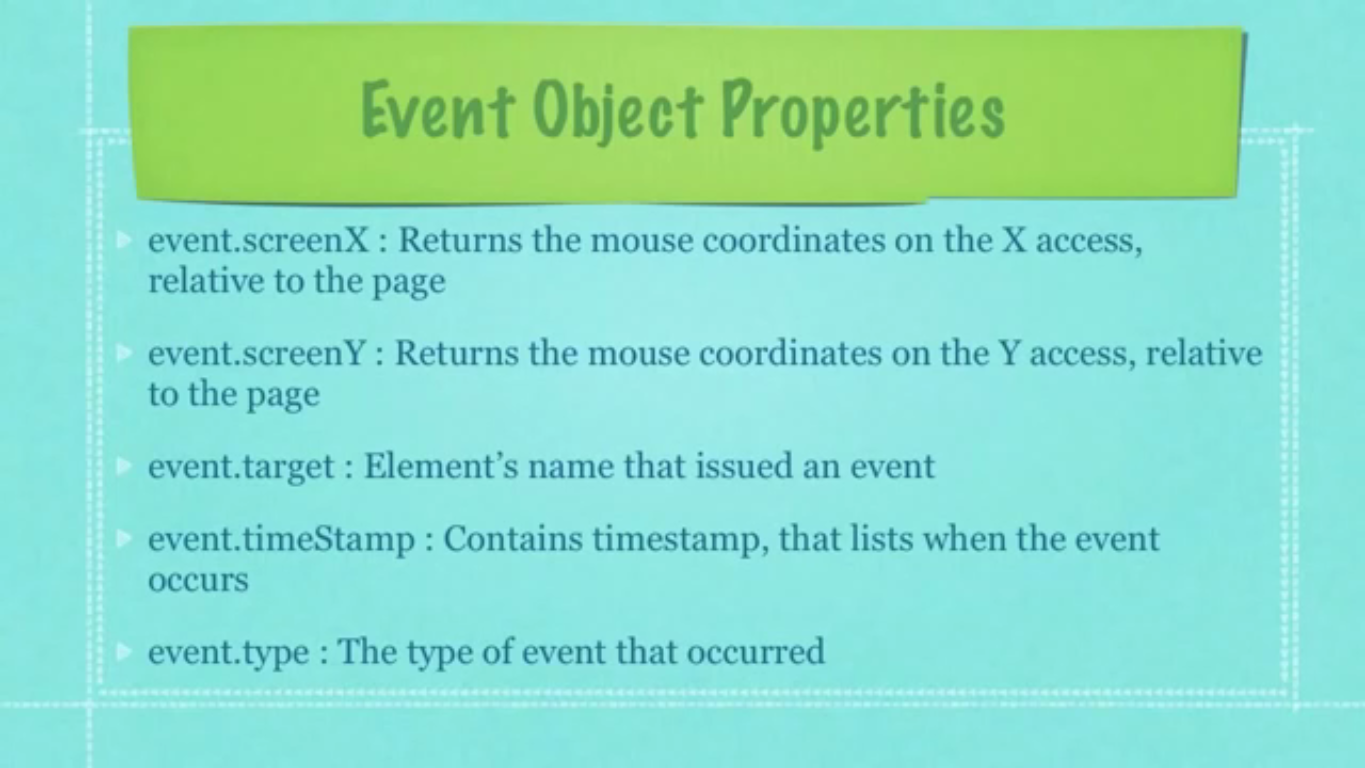 Event Object Properties
event.screenX : Returns the mouse coordinates on the X access,
relative to the page
event.screenY : Returns the mouse coordinates on the Y access, relative
to the page
event.target : Element’s name that issued an event
event.timeStamp : Contains timestamp, that lists when the event
occurs
event.type : The type of event that occurred